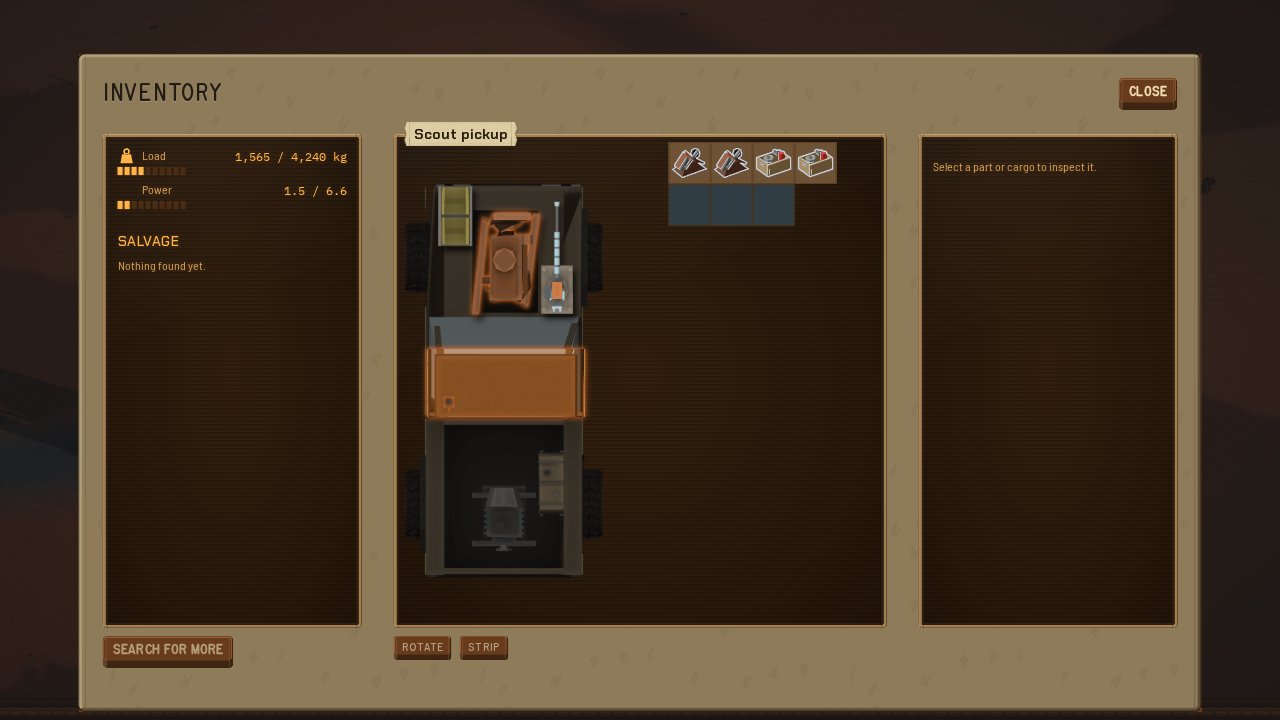 INVENTORY
CLOSE
Scout pickup
Load 1,565 / 4,240 kg
Power 1.5 / 6.6
SALVAGE
Nothing found yet.
Select a part or cargo to inspect it.
SEARCH FOR MORE
ROTATE
STRIP